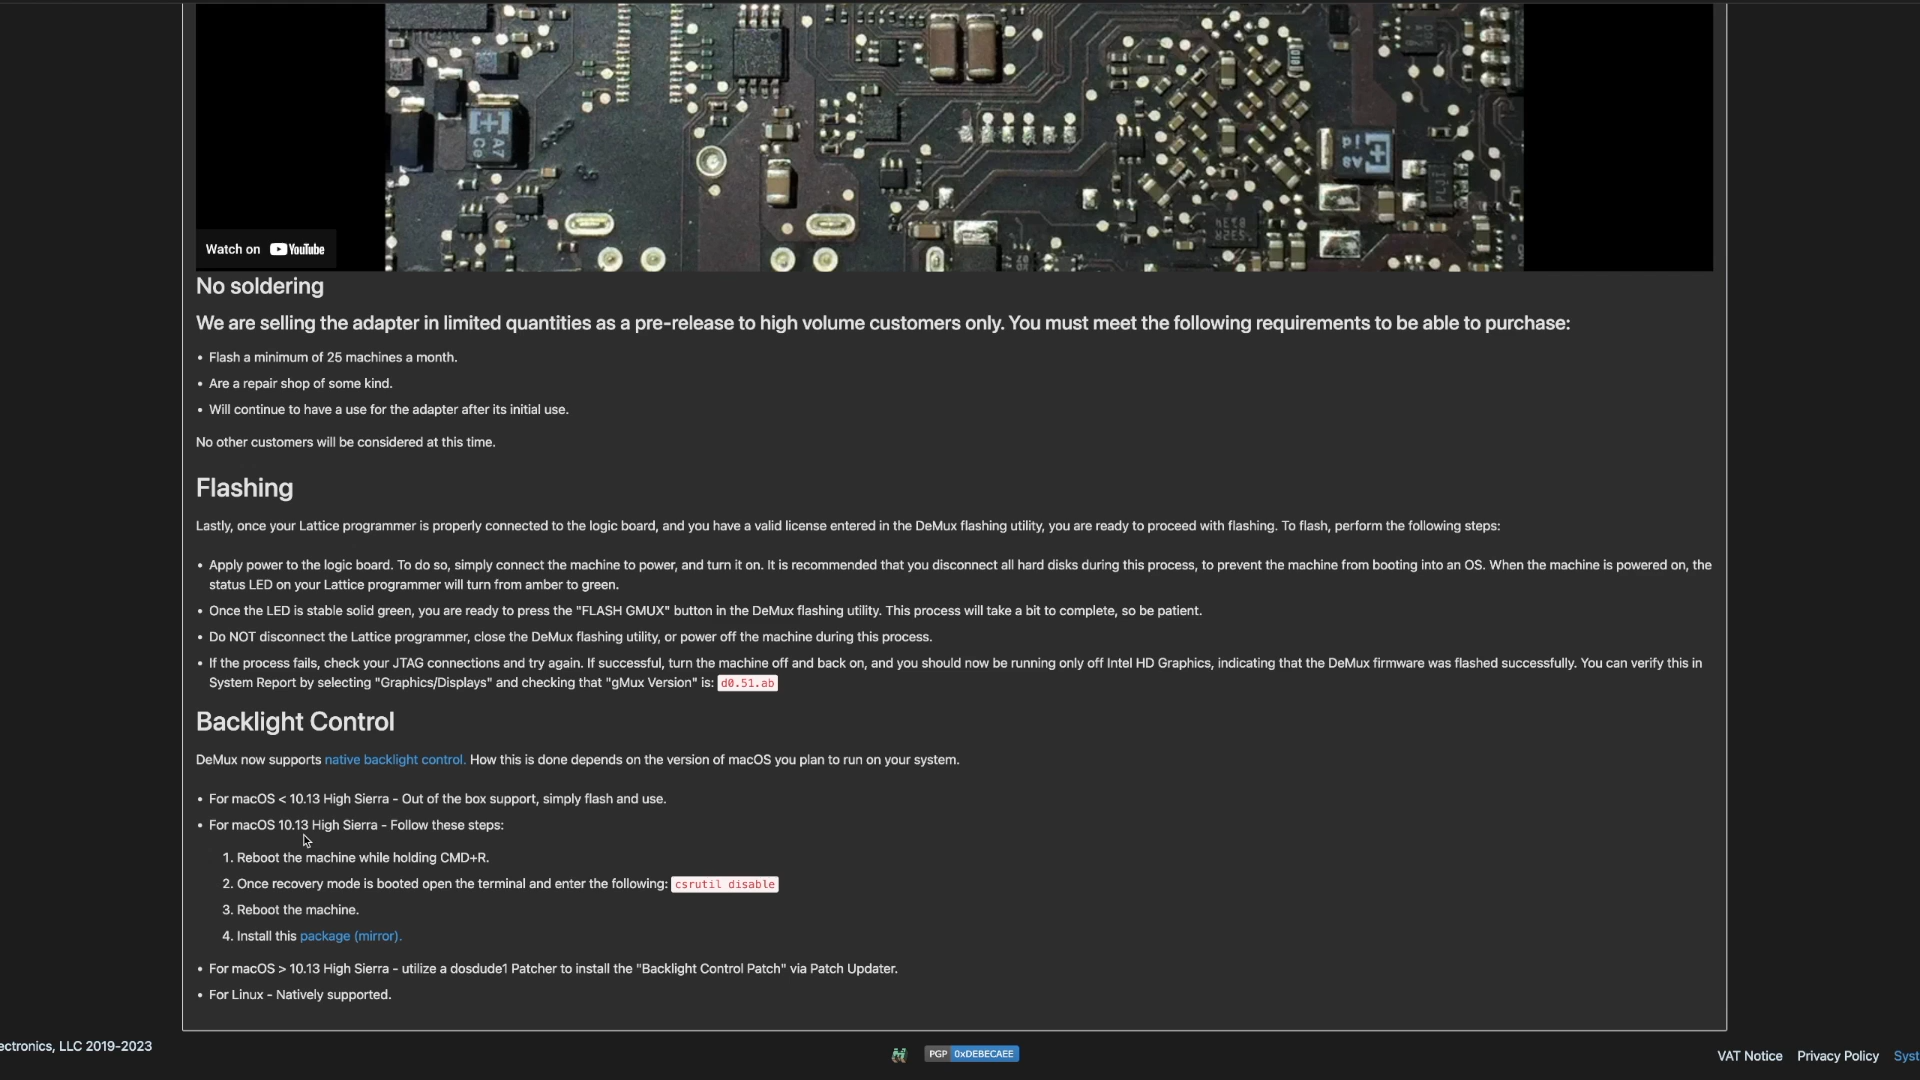 Watch on YouTube
No soldering
We are selling the adapter in limited quantities as a pre-release to high volume customers only. You must meet the following requirements to be able to purchase:
• Flash a minimum of 25 machines a month.
• Are a repair shop of some kind.
• Will continue to have a use for the adapter after its initial use.
No other customers will be considered at this time.
Flashing
Lastly, once your Lattice programmer is properly connected to the logic board, and you have a valid license entered in the DeMux flashing utility, you are ready to proceed with flashing. To flash, perform the following steps:
• Apply power to the logic board. To do so, simply connect the machine to power, and turn it on. It is recommended that you disconnect all hard disks during this process, to prevent the machine from booting into an OS. When the machine is powered on, the
status LED on your Lattice programmer will turn from amber to green.
• Once the LED is stable solid green, you are ready to press the "FLASH GMUX" button in the DeMux flashing utility. This process will take a bit to complete, so be patient.
• Do NOT disconnect the Lattice programmer, close the DeMux flashing utility, or power off the machine during this process.
• If the process fails, check your JTAG connections and try again. If successful, turn the machine off and back on, and you should now be running only off Intel HD Graphics, indicating that the DeMux firmware was flashed successfully. You can verify this in
System Report by selecting "Graphics/Displays" and checking that "gMux Version" is: d0.51.ab
Backlight Control
DeMux now supports native backlight control. How this is done depends on the version of macOS you plan to run on your system.
• For macOS < 10.13 High Sierra - Out of the box support, simply flash and use.
• For macOS 10.13 High Sierra - Follow these steps:
1. Reboot the machine while holding CMD+R.
2. Once recovery mode is booted open the terminal and enter the following: csrutil disable
3. Reboot the machine.
4. Install this package (mirror).
• For macOS > 10.13 High Sierra - utilize a dosdude1 Patcher to install the "Backlight Control Patch" via Patch Updater.
• For Linux - Natively supported.
ectronics, LLC 2019-2023
PGP 0xDEBECAEE
VAT Notice Privacy Policy Syst